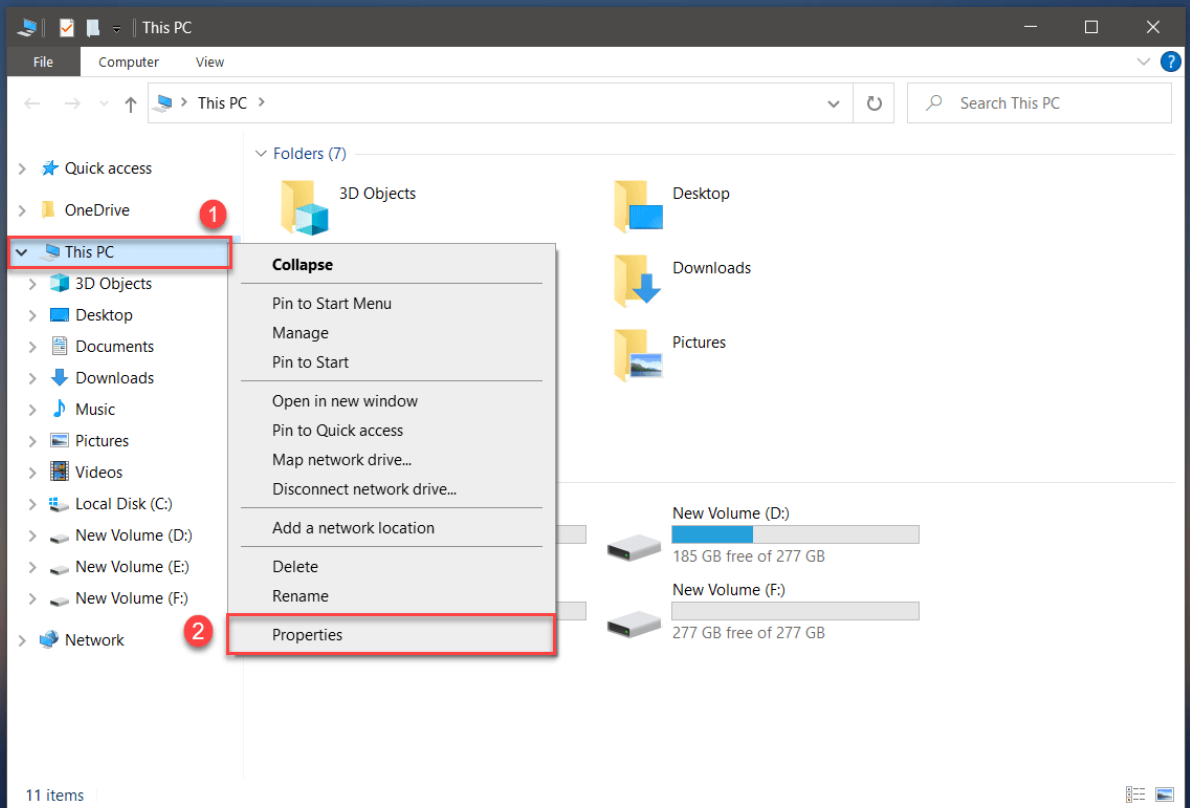 This PC
File
Computer
View
?
This PC
Search This PC
Quick access
OneDrive
1
This PC
3D Objects
Desktop
Documents
Downloads
Music
Pictures
Videos
Local Disk (C:)
New Volume (D:)
New Volume (E:)
New Volume (F:)
Network
Folders (7)
3D Objects
Desktop
Downloads
Pictures
Collapse
Pin to Start Menu
Manage
Pin to Start
Open in new window
Pin to Quick access
Map network drive...
Disconnect network drive...
Add a network location
Delete
Rename
2
Properties
New Volume (D:)
185 GB free of 277 GB
New Volume (F:)
277 GB free of 277 GB
11 items